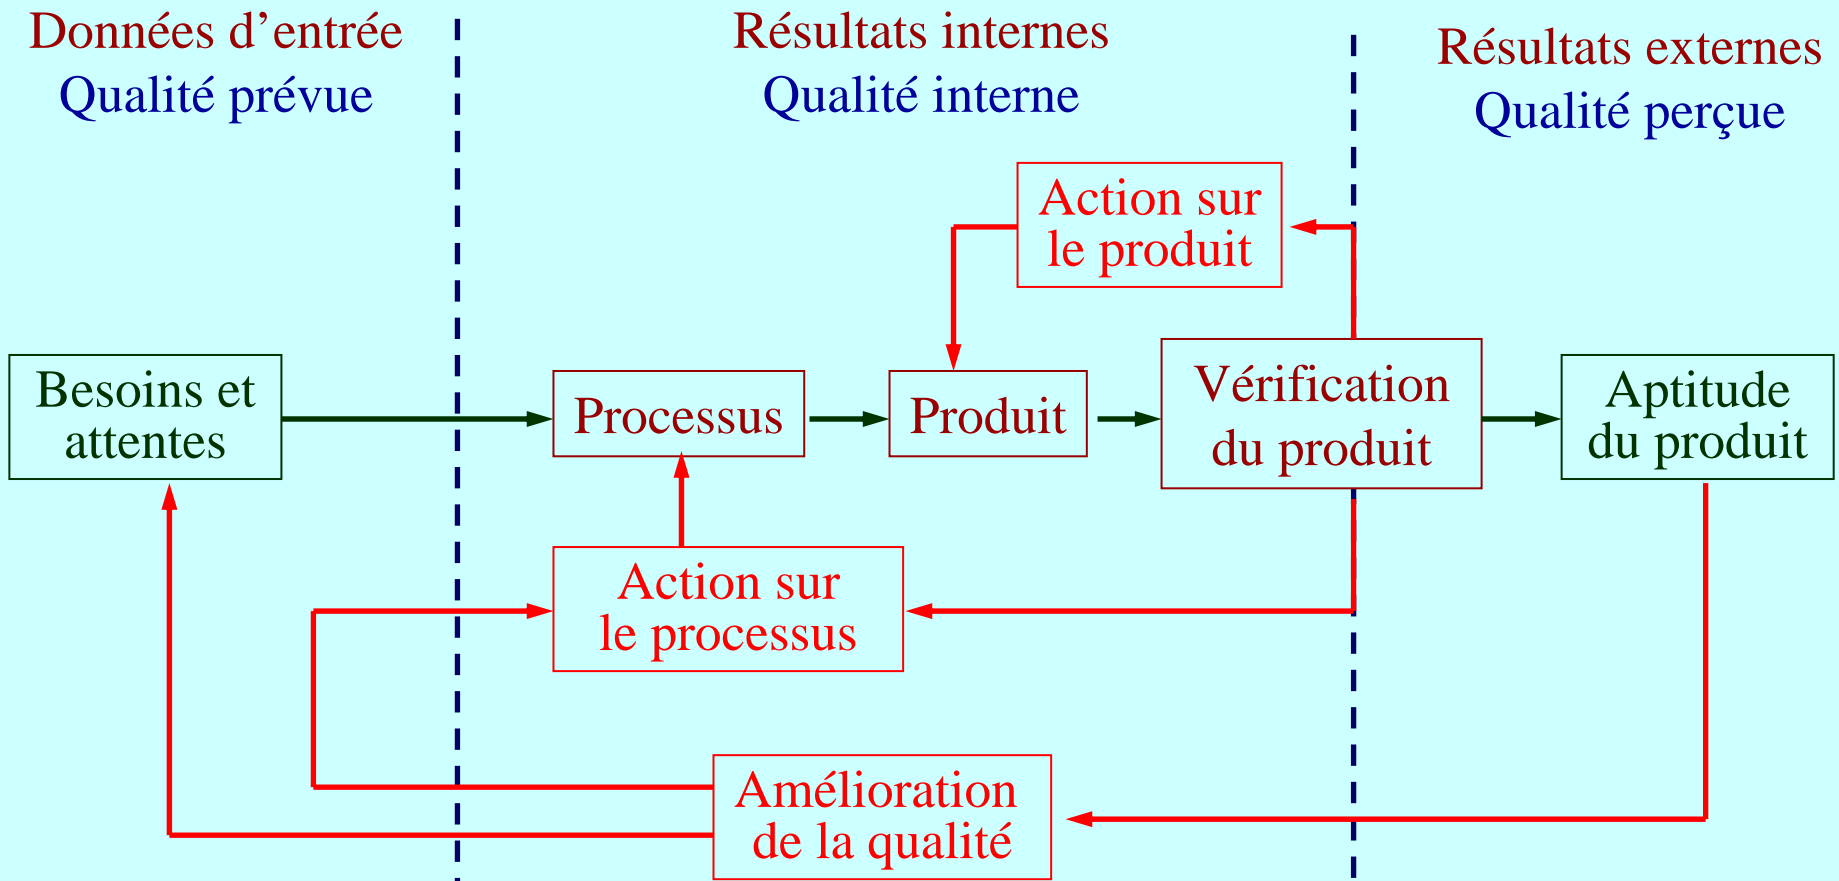 Données d’entrée
Qualité prévue
Résultats internes
Qualité interne
Résultats externes
Qualité perçue
Action sur
le produit
Besoins et
attentes
Processus
Produit
Vérification
du produit
Aptitude
du produit
Action sur
le processus
Amélioration
de la qualité